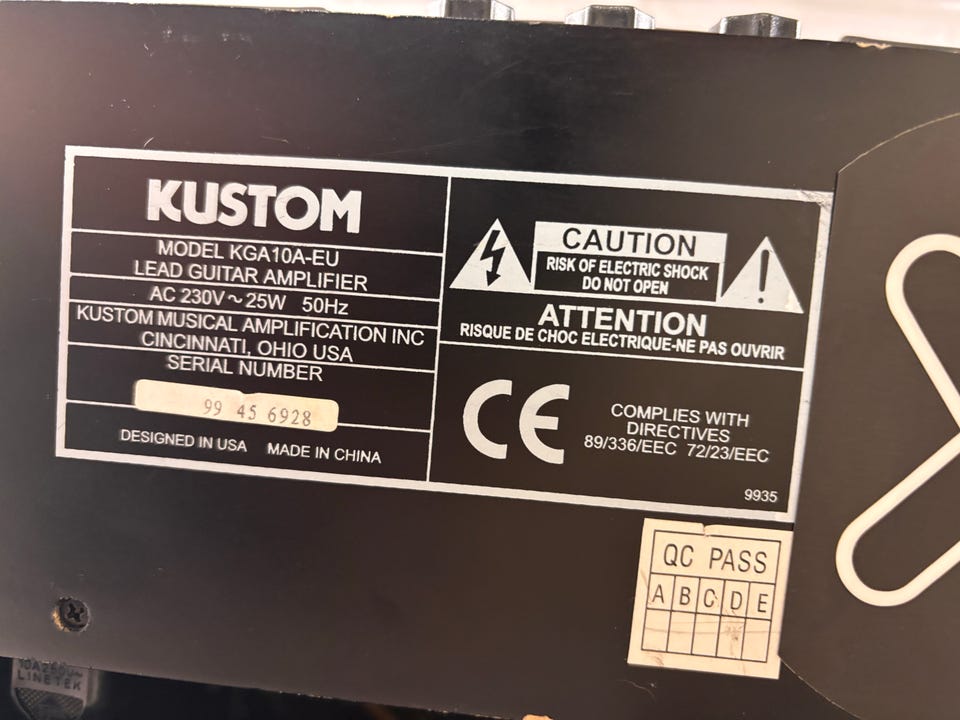 KUSTOM
MODEL KGA10A-EU
LEAD GUITAR AMPLIFIER
AC 230V~25W 50Hz
KUSTOM MUSICAL AMPLIFICATION INC
CINCINNATI, OHIO USA
SERIAL NUMBER
99 45 6928
DESIGNED IN USA MADE IN CHINA
CAUTION
RISK OF ELECTRIC SHOCK
DO NOT OPEN
ATTENTION
RISQUE DE CHOC ELECTRIQUE-NE PAS OUVRIR
CE
COMPLIES WITH
DIRECTIVES
89/336/EEC 72/23/EEC
9935
QC PASS
A B C D E
10A250V~
LINETEK